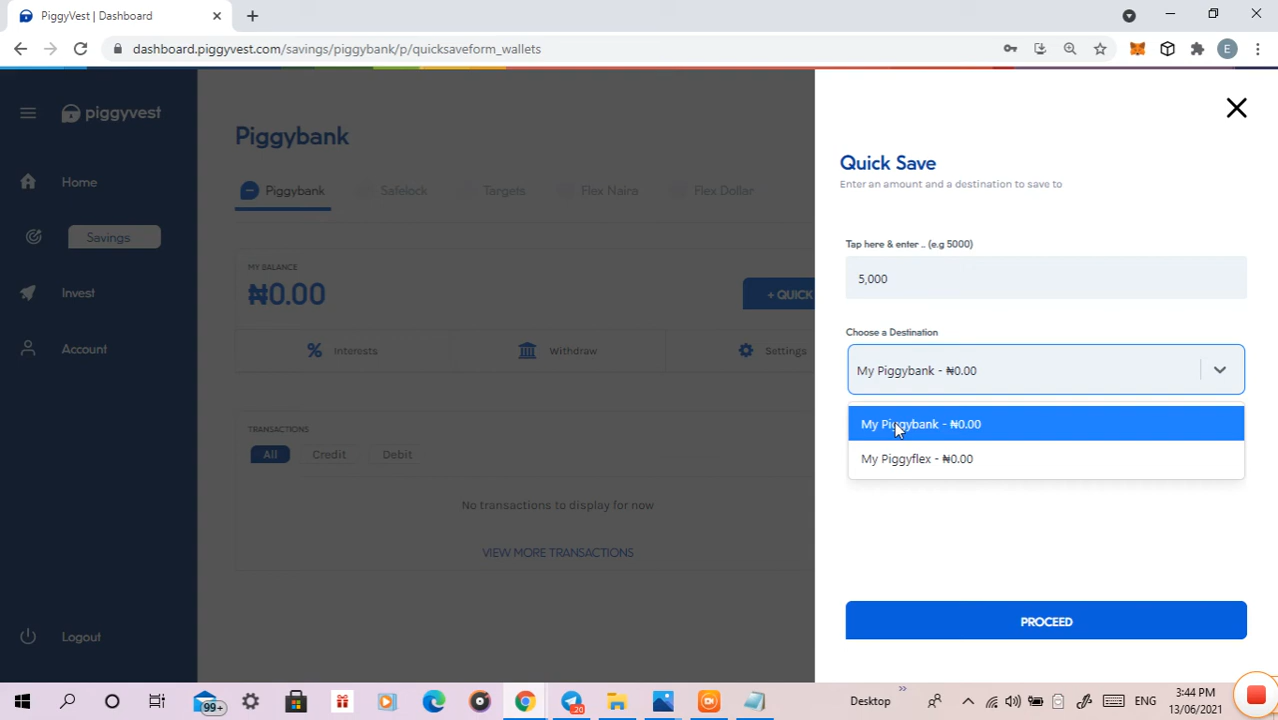 PiggyVest | Dashboard
dashboard.piggyvest.com/savings/piggybank/p/quicksaveform_wallets
E
piggyvest
Home
Savings
Invest
Account
Logout
Piggybank
Piggybank
Safelock
Targets
Flex Naira
Flex Dollar
MY BALANCE
₦0.00
+ QUICK
Interests
Withdraw
Settings
TRANSACTIONS
All
Credit
Debit
No transactions to display for now
VIEW MORE TRANSACTIONS
Quick Save
Enter an amount and a destination to save to
Tap here & enter .. (e.g 5000)
5,000
Choose a Destination
My Piggybank - ₦0.00
My Piggybank - ₦0.00
My Piggyflex - ₦0.00
PROCEED
99+
20
Desktop
»
ENG
3:44 PM
13/06/2021